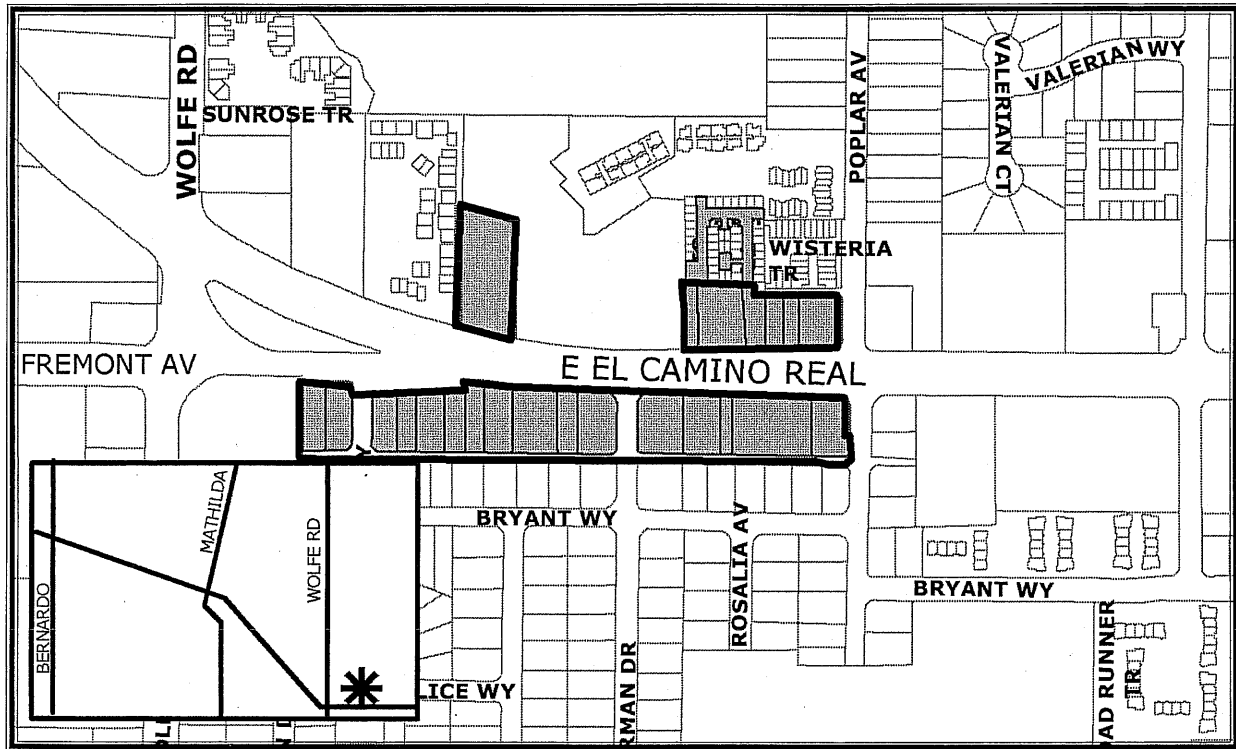 WOLFE RD
SUNROSE TR
POPLAR AV
VALERIAN CT
VALERIAN WY
WISTERIA
TR
FREMONT AV
E EL CAMINO REAL
BRYANT WY
ROSALIA AV
BRYANT WY
MATHILDA
WOLFE RD
BERNARDO
LICE WY
RMAN DR
AD RUNNER
TR